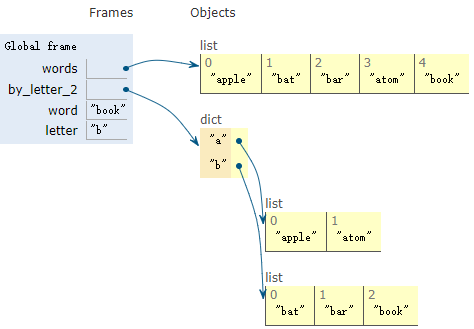 Frames Objects
Global frame
words
by_letter_2
word "book"
letter "b"
list
0 1 2 3 4
"apple" "bat" "bar" "atom" "book"
dict
"a"
"b"
list
0 1
"apple" "atom"
list
0 1 2
"bat" "bar" "book"